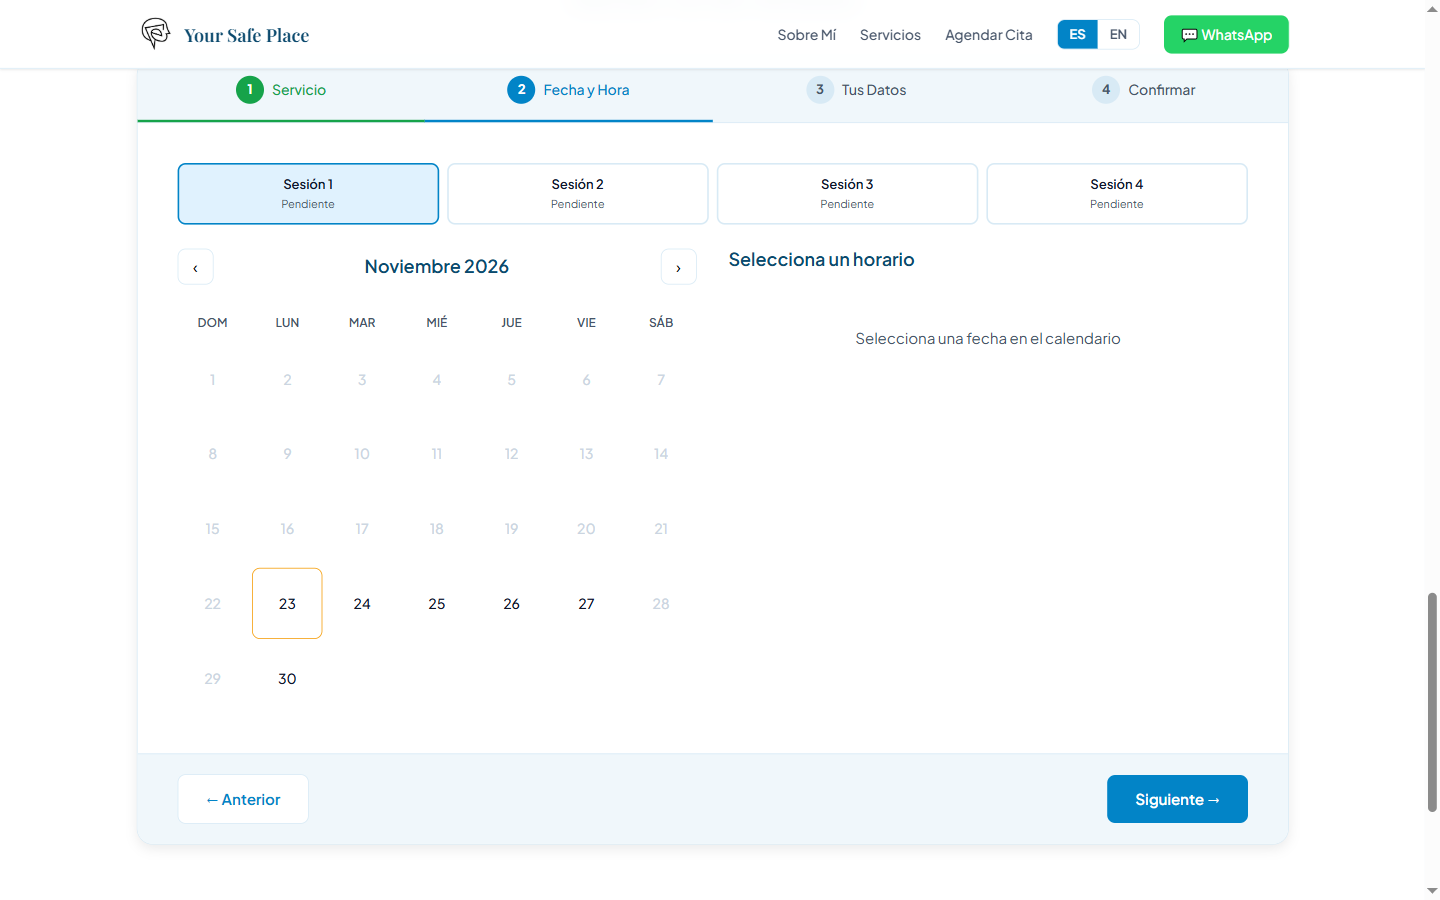 Your Safe Place
Sobre Mí Servicios Agendar Cita ES EN 💬 WhatsApp
1 Servicio 2 Fecha y Hora 3 Tus Datos 4 Confirmar
Sesión 1 Sesión 2 Sesión 3 Sesión 4
Pendiente Pendiente Pendiente Pendiente
‹ Noviembre 2026 ›
DOM LUN MAR MIÉ JUE VIE SÁB
1 2 3 4 5 6 7
8 9 10 11 12 13 14
15 16 17 18 19 20 21
22 23 24 25 26 27 28
29 30
Selecciona un horario
Selecciona una fecha en el calendario
← Anterior Siguiente →